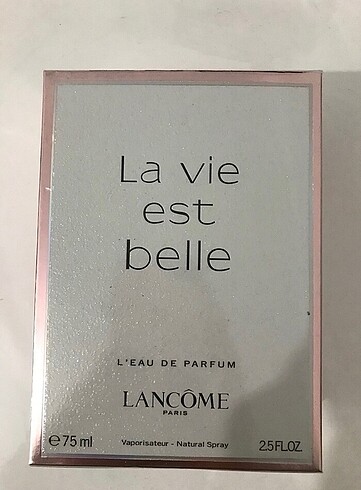 La vie
est
belle
L'EAU DE PARFUM
LANCÔME
PARIS
e 75 ml Vaporisateur - Natural Spray 2.5 FL.OZ.